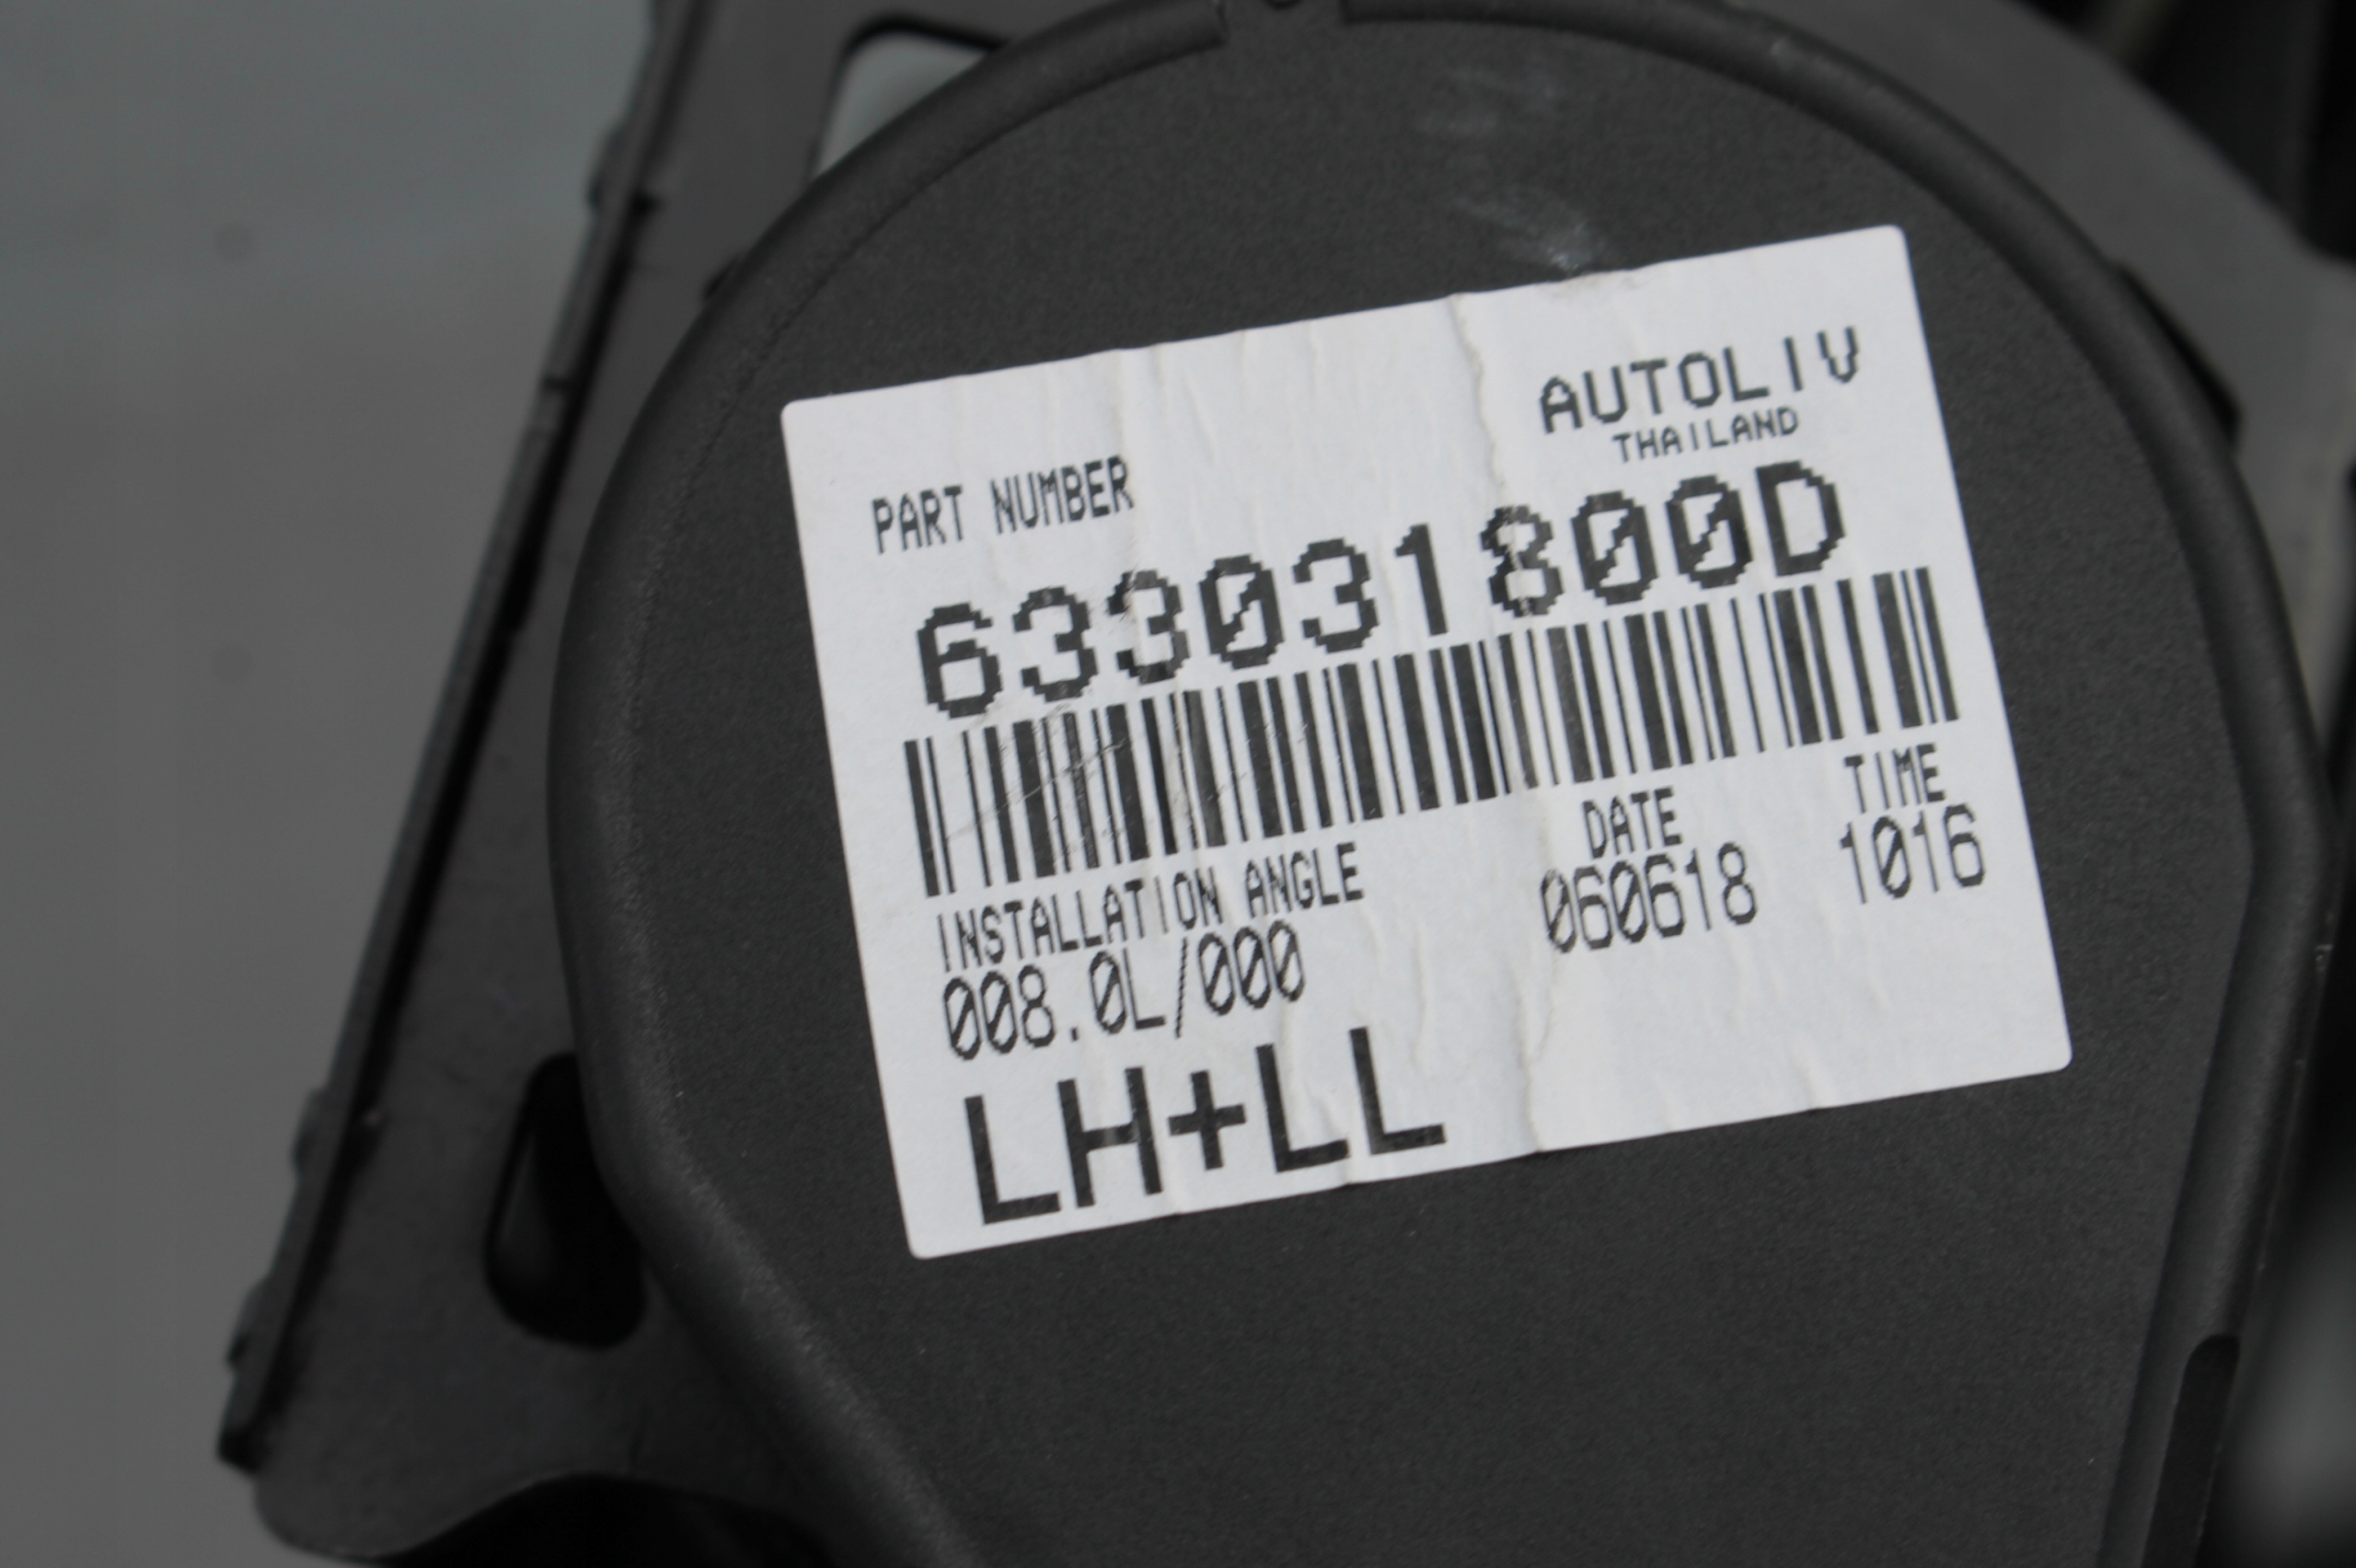 AUTOLIV
THAILAND
PART NUMBER
633031800D
DATE TIME
060618 1016
INSTALLATION ANGLE
008.0L/000
LH+LL